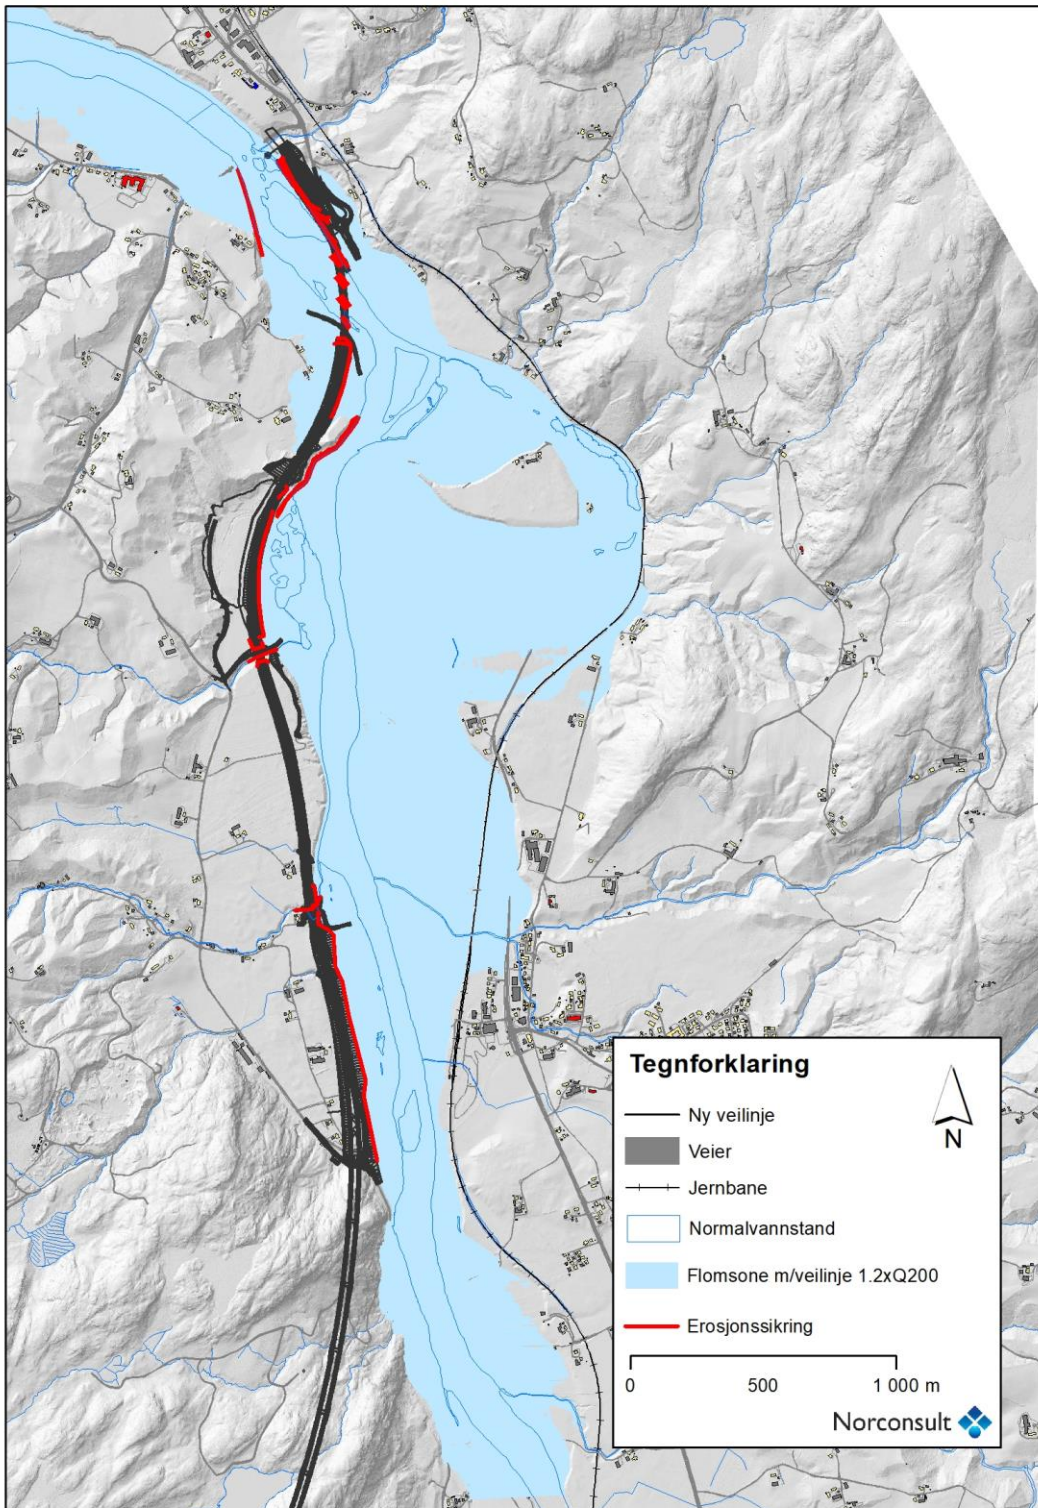 Tegnforklaring
Ny veilinje
Veier
Jernbane
Normalvannstand
Flomsone m/veilinje 1.2xQ200
Erosjonssikring
0 500 1 000 m
N
Norconsult